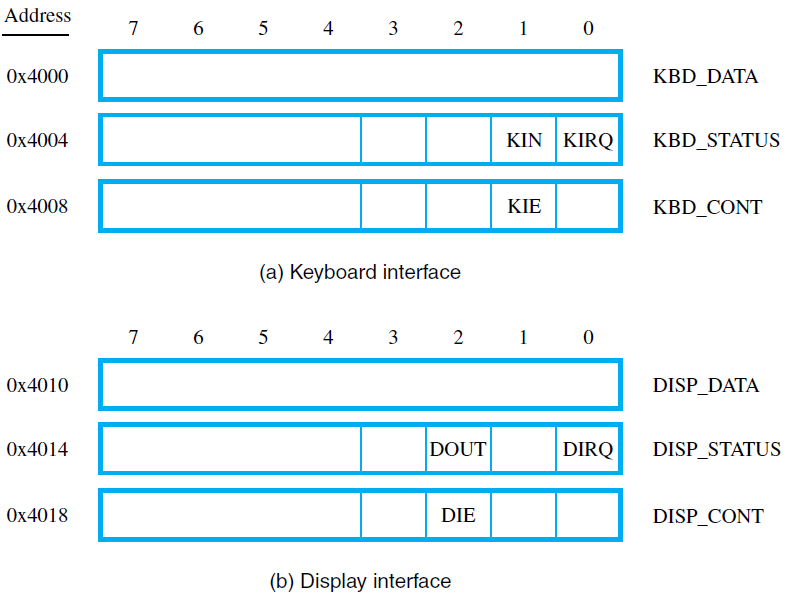 Address
7 6 5 4 3 2 1 0
0x4000 KBD_DATA
0x4004 KIN KIRQ KBD_STATUS
0x4008 KIE KBD_CONT
(a) Keyboard interface
7 6 5 4 3 2 1 0
0x4010 DISP_DATA
0x4014 DOUT DIRQ DISP_STATUS
0x4018 DIE DISP_CONT
(b) Display interface